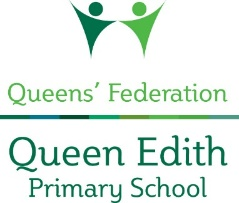 Queens' Federation
Queen Edith
Primary School